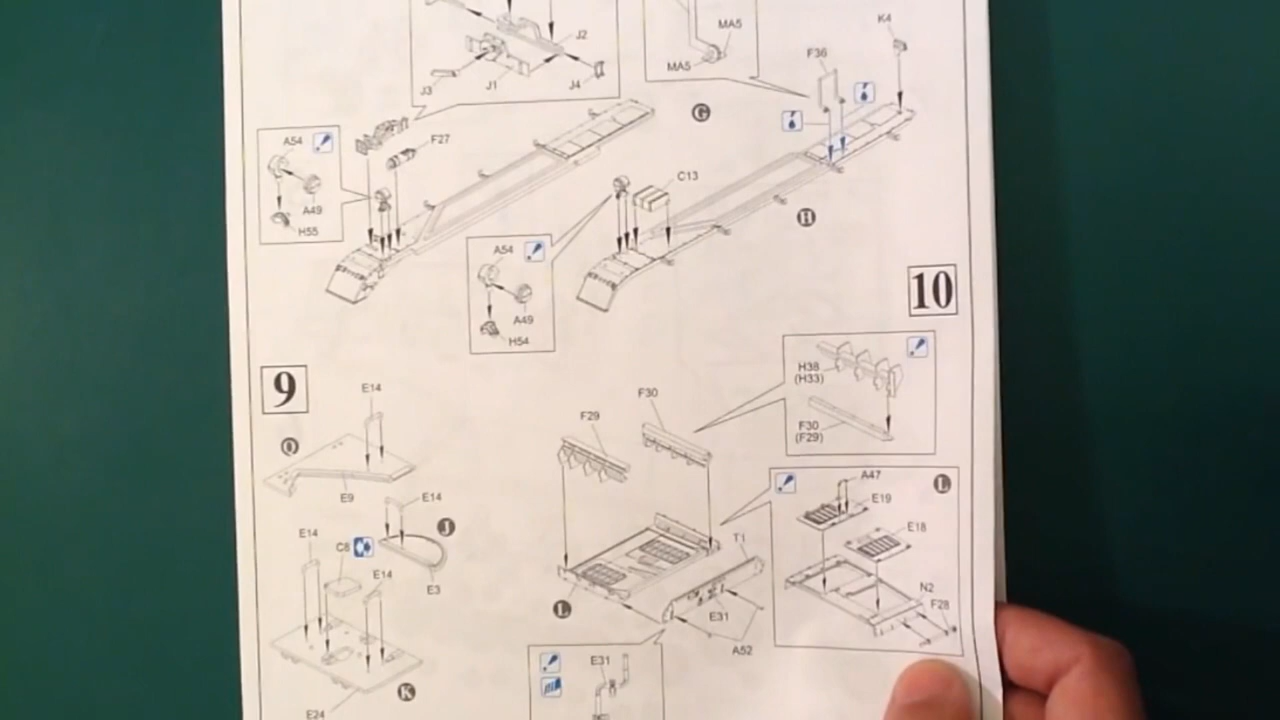 J2
J3
J1
J4
MA5
MA5
K4
F36
G
A54
F27
A49
H55
C13
H
A54
A49
H54
10
9
E14
Q
E9
E14
J
E14
C8
E14
E3
K
E24
F30
F29
H38
(H33)
F30
(F29)
A47
L
E19
E18
T1
N2
F28
L
E31
A52
E31